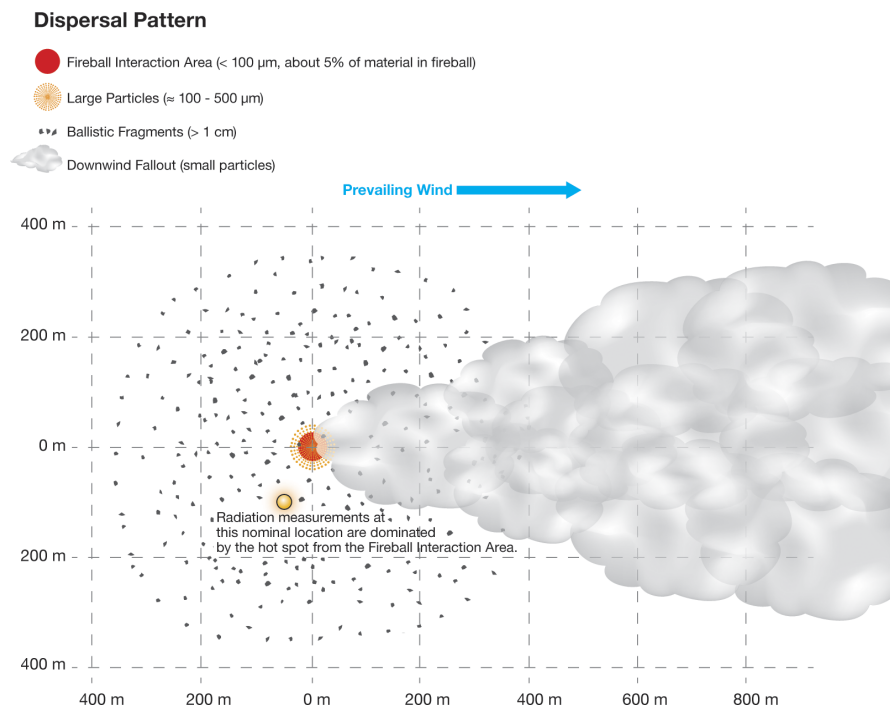 Dispersal Pattern
Fireball Interaction Area (< 100 µm, about 5% of material in fireball)
Large Particles (≈ 100 - 500 µm)
Ballistic Fragments (> 1 cm)
Downwind Fallout (small particles)
Prevailing Wind
400 m
200 m
0 m
Radiation measurements at
this nominal location are dominated
by the hot spot from the Fireball Interaction Area.
200 m
400 m
400 m 200 m 0 m 200 m 400 m 600 m 800 m